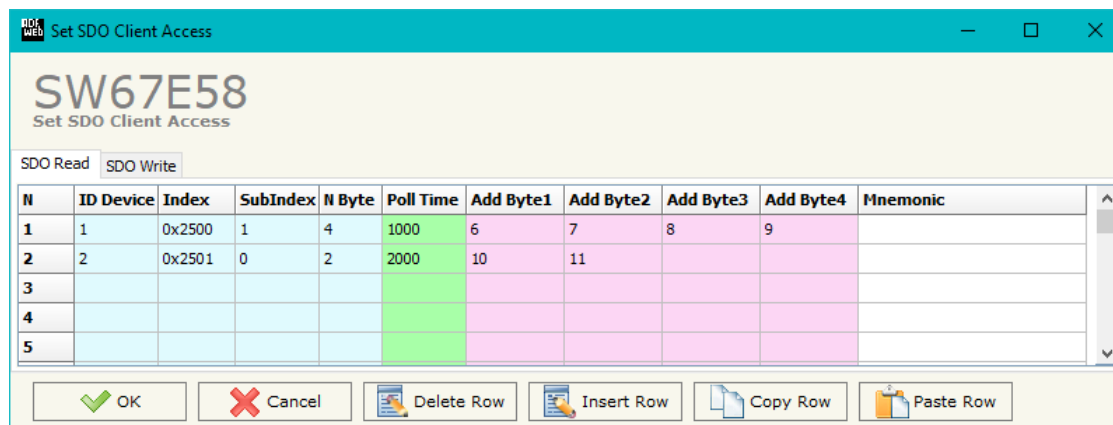 ADF
WEB Set SDO Client Access
SW67E58
Set SDO Client Access
SDO Read SDO Write
N ID Device Index SubIndex N Byte Poll Time Add Byte1 Add Byte2 Add Byte3 Add Byte4 Mnemonic
1 1 0x2500 1 4 1000 6 7 8 9
2 2 0x2501 0 2 2000 10 11
3
4
5
OK Cancel Delete Row Insert Row Copy Row Paste Row